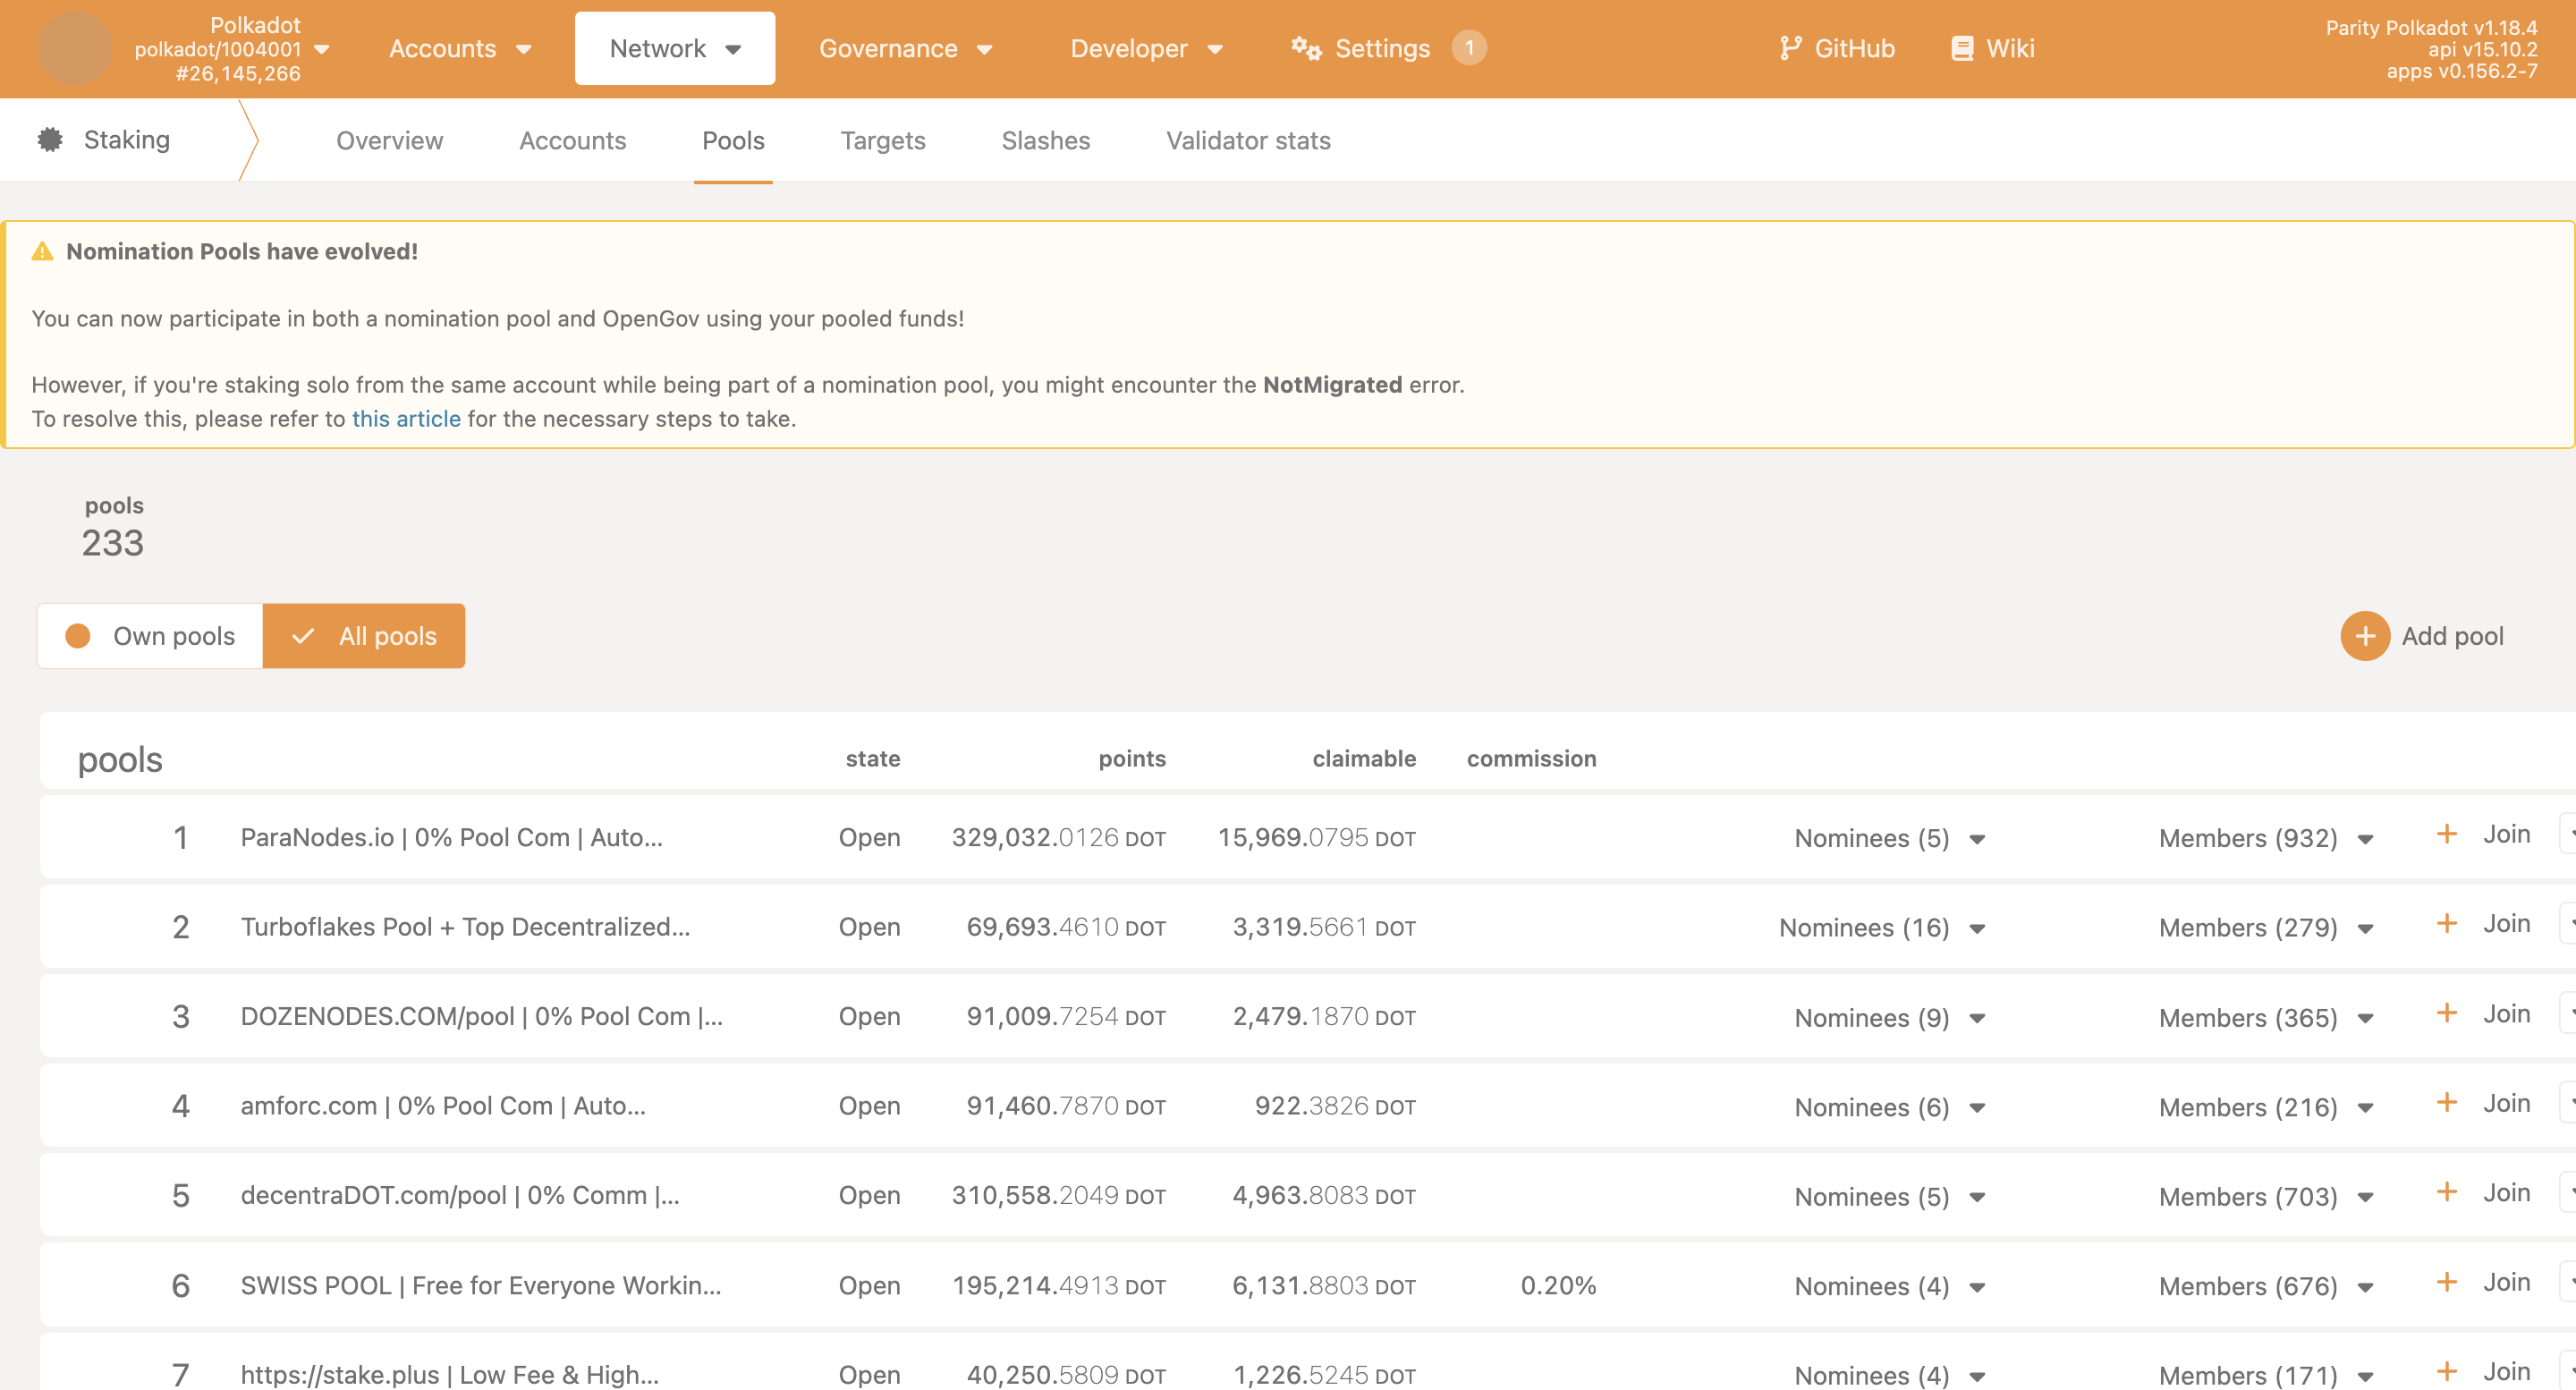 Polkadot
polkadot/1004001
#26,145,266
Accounts
Network
Governance
Developer
Settings 1
GitHub
Wiki
Parity Polkadot v1.18.4
api v15.10.2
apps v0.156.2-7
Staking
Overview
Accounts
Pools
Targets
Slashes
Validator stats
Nomination Pools have evolved!
You can now participate in both a nomination pool and OpenGov using your pooled funds!
However, if you're staking solo from the same account while being part of a nomination pool, you might encounter the NotMigrated error.
To resolve this, please refer to this article for the necessary steps to take.
pools
233
Own pools
All pools
Add pool
pools state points claimable commission
1 ParaNodes.io | 0% Pool Com | Auto... Open 329,032.0126 DOT 15,969.0795 DOT Nominees (5) Members (932) + Join
2 Turboflakes Pool + Top Decentralized... Open 69,693.4610 DOT 3,319.5661 DOT Nominees (16) Members (279) + Join
3 DOZENODES.COM/pool | 0% Pool Com |... Open 91,009.7254 DOT 2,479.1870 DOT Nominees (9) Members (365) + Join
4 amforc.com | 0% Pool Com | Auto... Open 91,460.7870 DOT 922.3826 DOT Nominees (6) Members (216) + Join
5 decentraDOT.com/pool | 0% Comm |... Open 310,558.2049 DOT 4,963.8083 DOT Nominees (5) Members (703) + Join
6 SWISS POOL | Free for Everyone Workin... Open 195,214.4913 DOT 6,131.8803 DOT 0.20% Nominees (4) Members (676) + Join
7 https://stake.plus | Low Fee & High... Open 40,250.5809 DOT 1,226.5245 DOT Nominees (4) Members (171) + Join